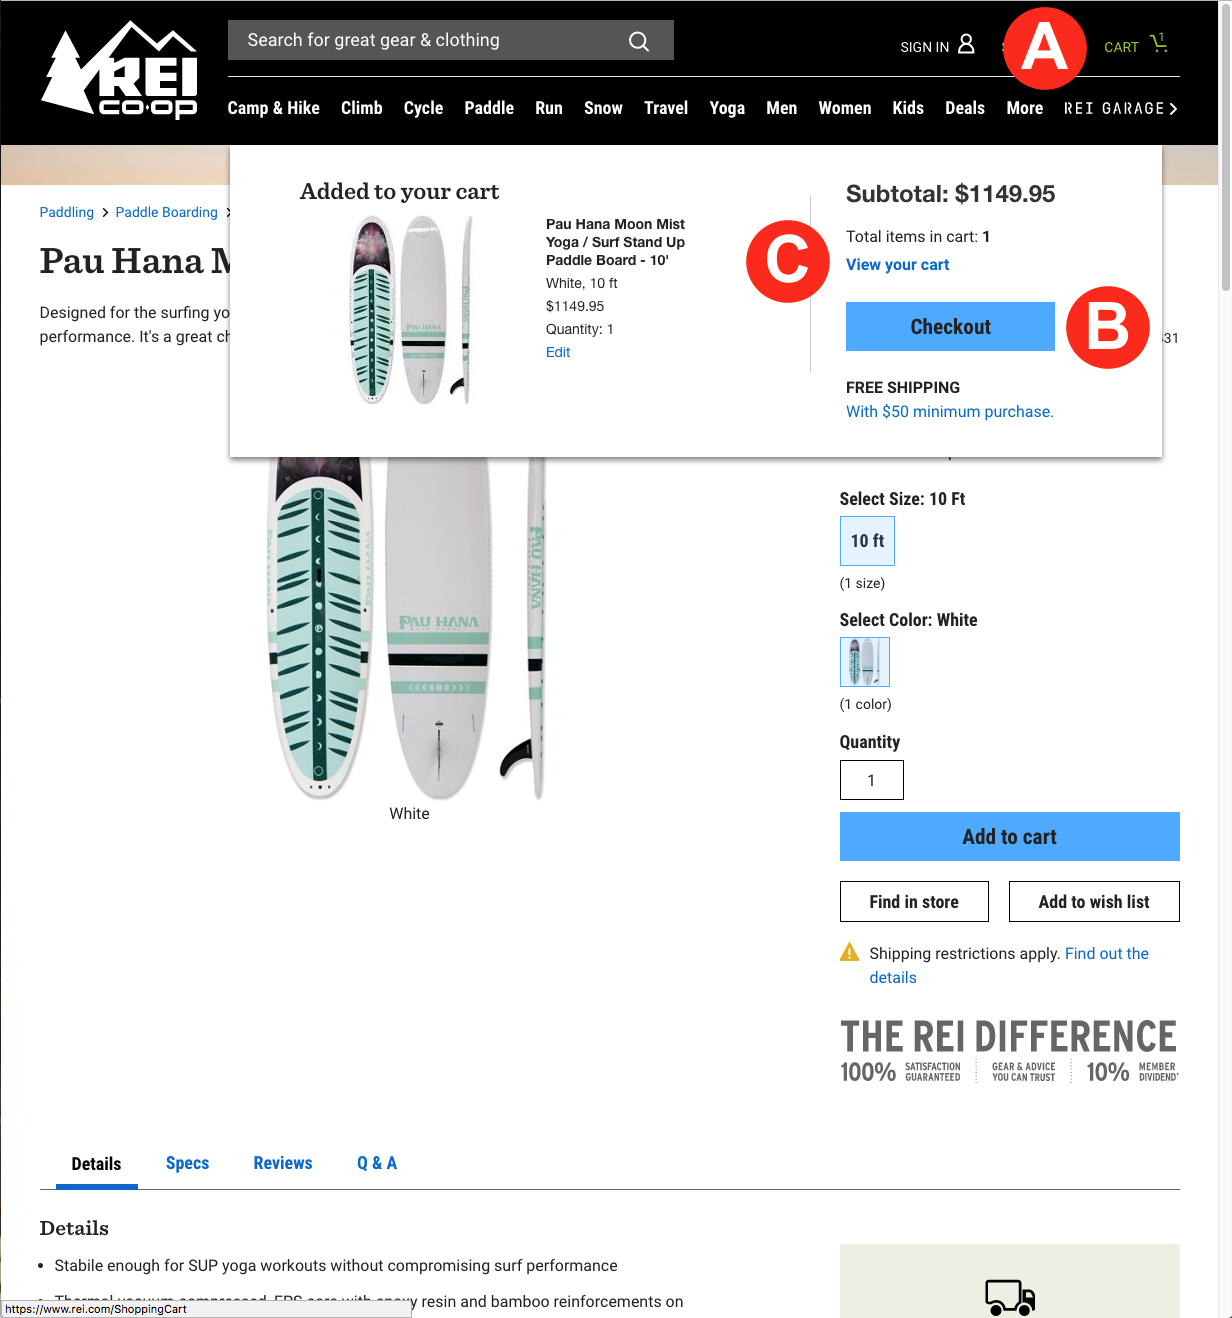 REI
CO·OP
Search for great gear & clothing
SIGN IN
A
CART 1
Camp & Hike Climb Cycle Paddle Run Snow Travel Yoga Men Women Kids Deals More REI GARAGE
Paddling Paddle Boarding
Pau Hana M
Designed for the surfing yo
performance. It's a great ch
Added to your cart
Pau Hana Moon Mist
Yoga / Surf Stand Up
Paddle Board - 10'
White, 10 ft
$1149.95
Quantity: 1
Edit
PAU HANA
C
Subtotal: $1149.95
Total items in cart: 1
View your cart
Checkout
B
FREE SHIPPING
With $50 minimum purchase.
31
PAU HANA
PAU HANA
White
Select Size: 10 Ft
10 ft
(1 size)
Select Color: White
(1 color)
Quantity
1
Add to cart
Find in store Add to wish list
Shipping restrictions apply. Find out the
details
THE REI DIFFERENCE
100% SATISFACTION GUARANTEED GEAR & ADVICE YOU CAN TRUST 10% MEMBER DIVIDEND*
Details Specs Reviews Q & A
Details
• Stabile enough for SUP yoga workouts without compromising surf performance
resin and bamboo reinforcements on
https://www.rei.com/ShoppingCart